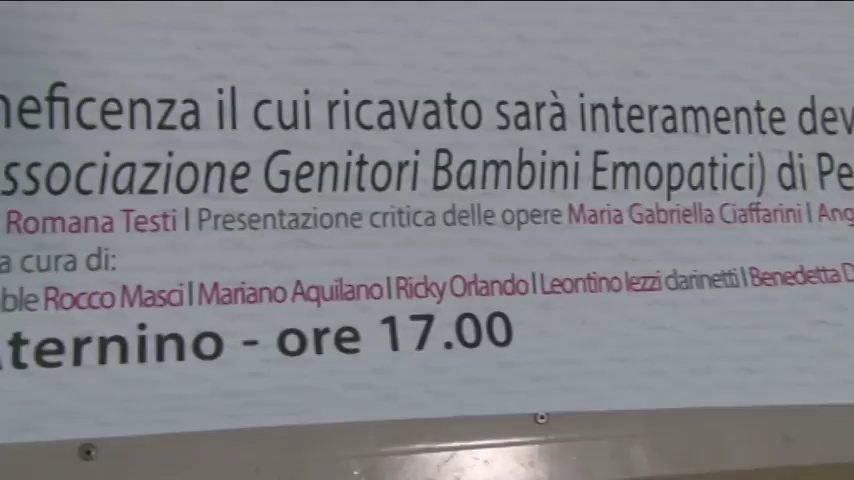 neficenza il cui ricavato sarà interamente dev
ssociazione Genitori Bambini Emopatici) di Pe
Romana Testi | Presentazione critica delle opere Maria Gabriella Ciaffarini | Ang
a cura di:
ble Rocco Masci | Mariano Aquilano | Ricky Orlando | Leontino Iezzi clarinetti | Benedetta D
ternino - ore 17.00